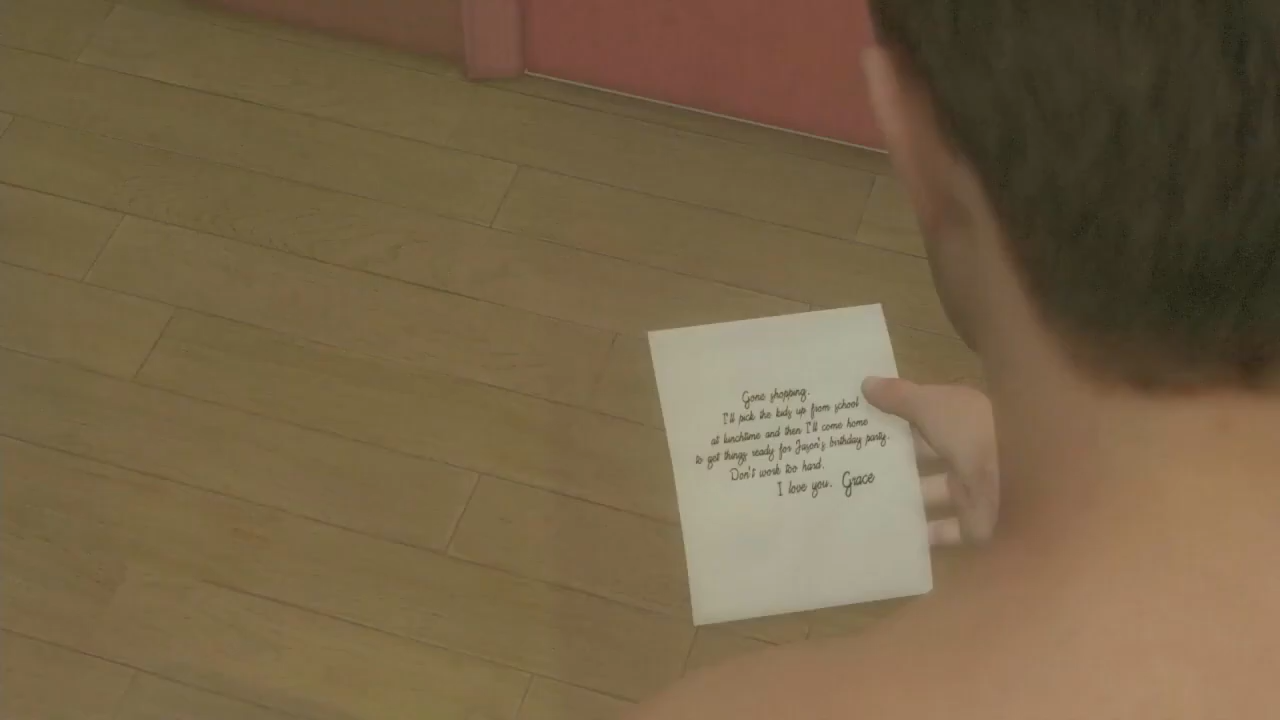 Gone shopping.
I'll pick the kids up from school
at lunchtime and then I'll come home
to get things ready for Jason's birthday party.
Don't work too hard.
I love you. Grace